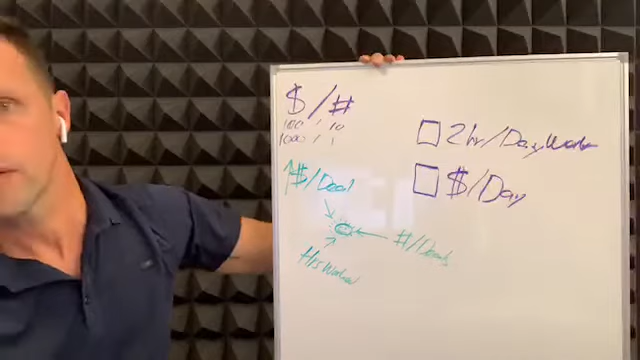 $/#
100 / 10
1000 / 1
↑$/Deal
#/Deals
Hrs Worked
2hr/Day Work
$/Day